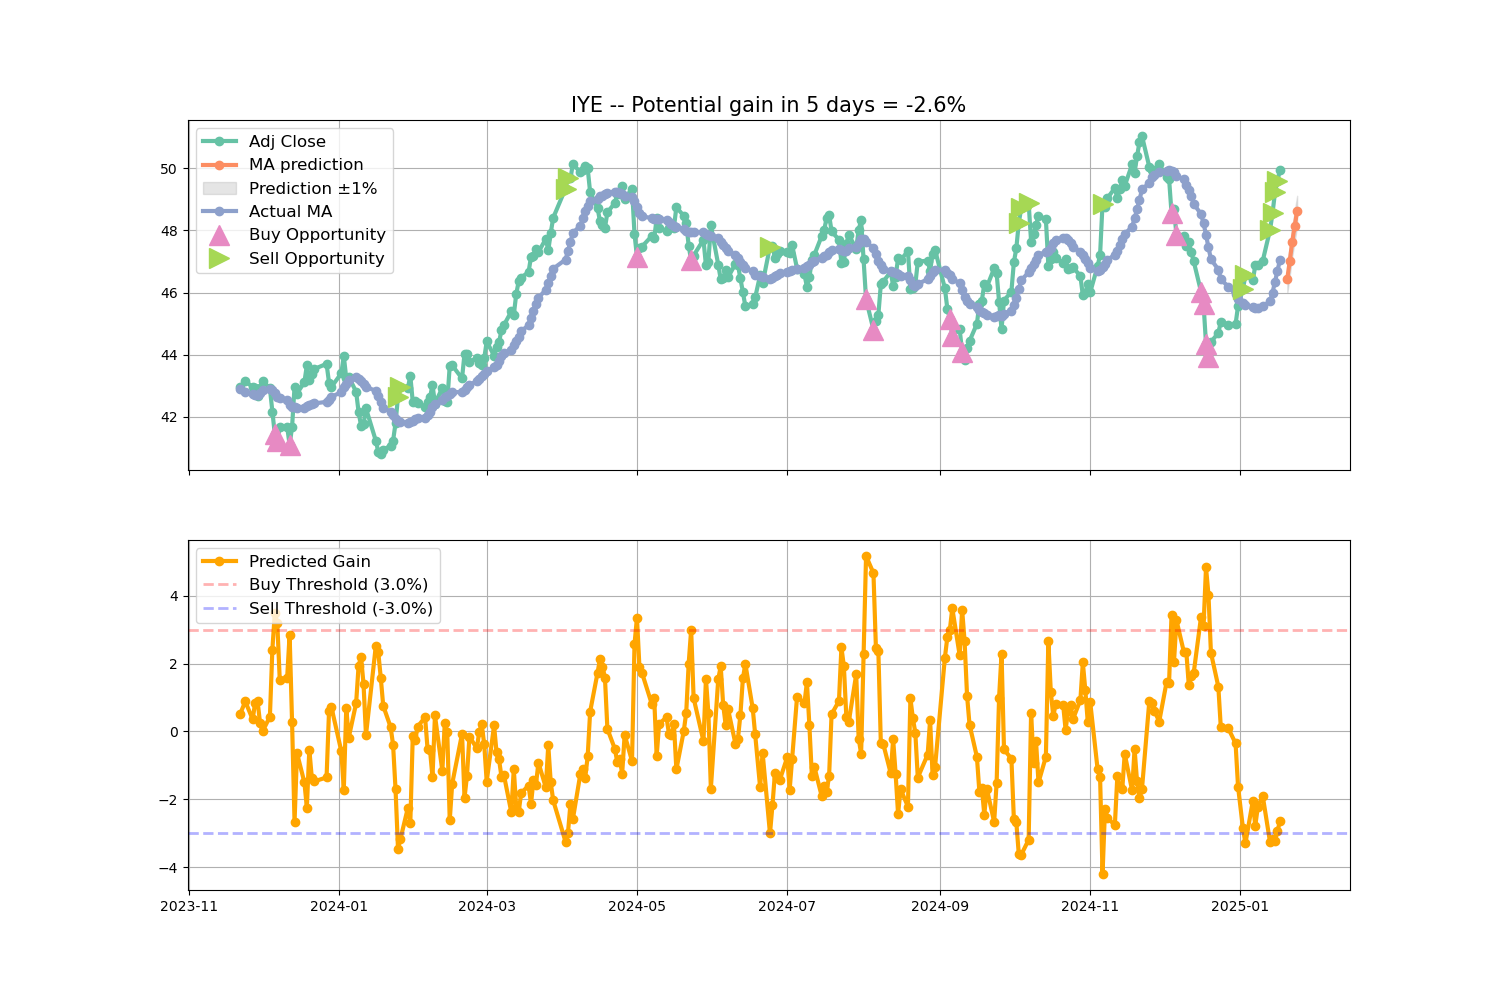 IYE -- Potential gain in 5 days = -2.6%
Adj Close
MA prediction
Prediction ±1%
Actual MA
Buy Opportunity
Sell Opportunity
50
48
46
44
42
Predicted Gain
Buy Threshold (3.0%)
Sell Threshold (-3.0%)
4
2
0
−2
−4
2023-11 2024-01 2024-03 2024-05 2024-07 2024-09 2024-11 2025-01